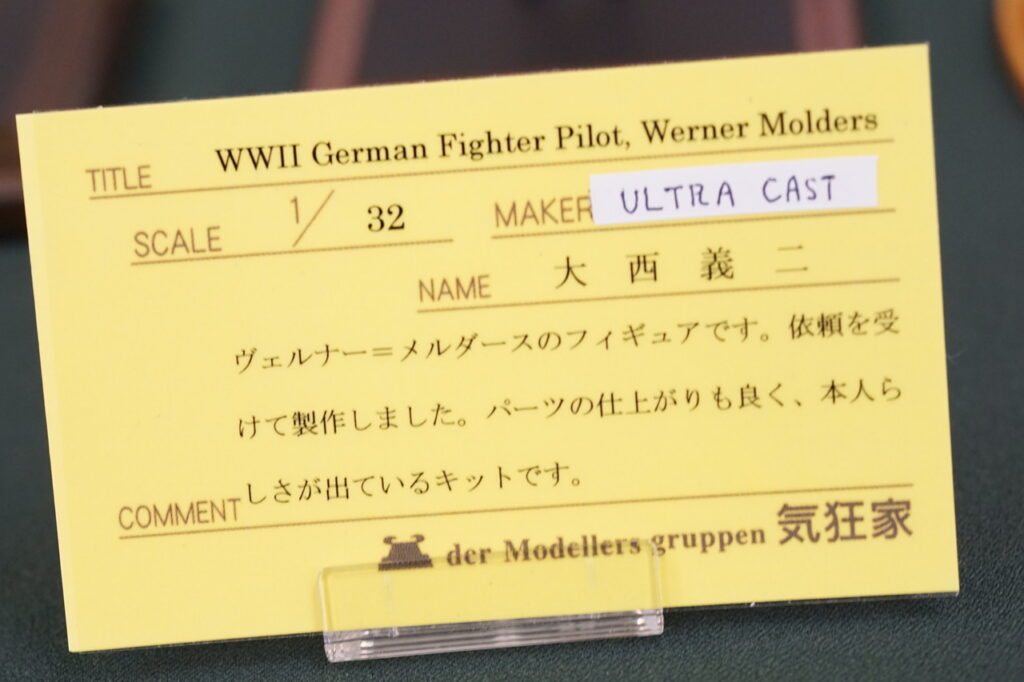 TITLE WWII German Fighter Pilot, Werner Molders
SCALE 1/32 MAKER ULTRA CAST
NAME 大西義二
ヴェルナー=メルダースのフィギュアです。依頼を受
けて製作しました。パーツの仕上がりも良く、本人ら
しさが出ているキットです。
COMMENT
der Modellers gruppen 気狂家